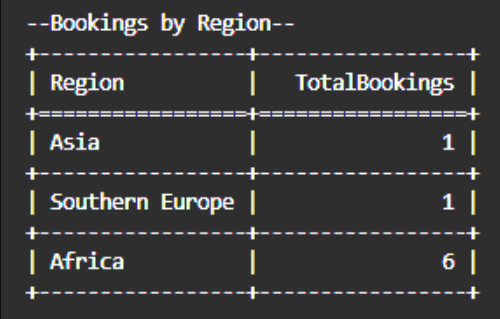 --Bookings by Region--
+-----------------+-----------------+
| Region          |   TotalBookings |
+=================+=================+
| Asia            |               1 |
+-----------------+-----------------+
| Southern Europe |               1 |
+-----------------+-----------------+
| Africa          |               6 |
+-----------------+-----------------+